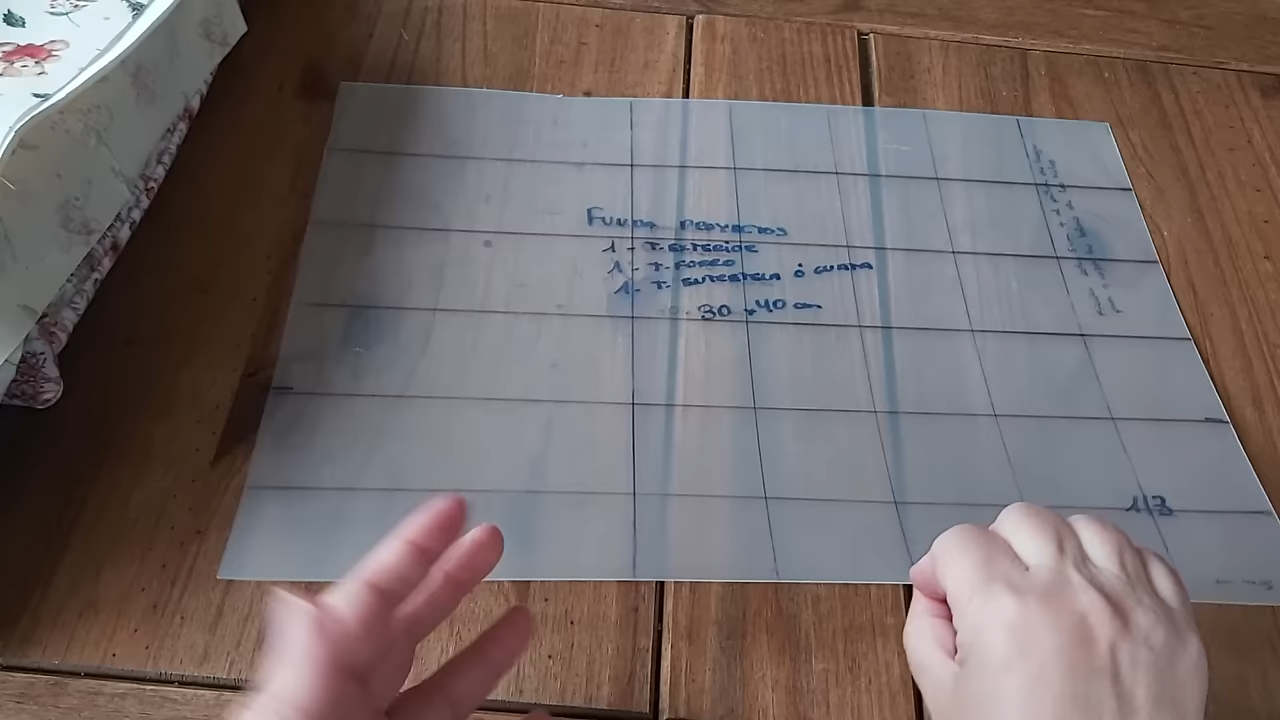 FUNDA PROYECTOS
1 - T. EXTERIOR
1 - T. FORRO
1 - T. ENTRETELA ó GUATA
30 x 40 cm
1/3